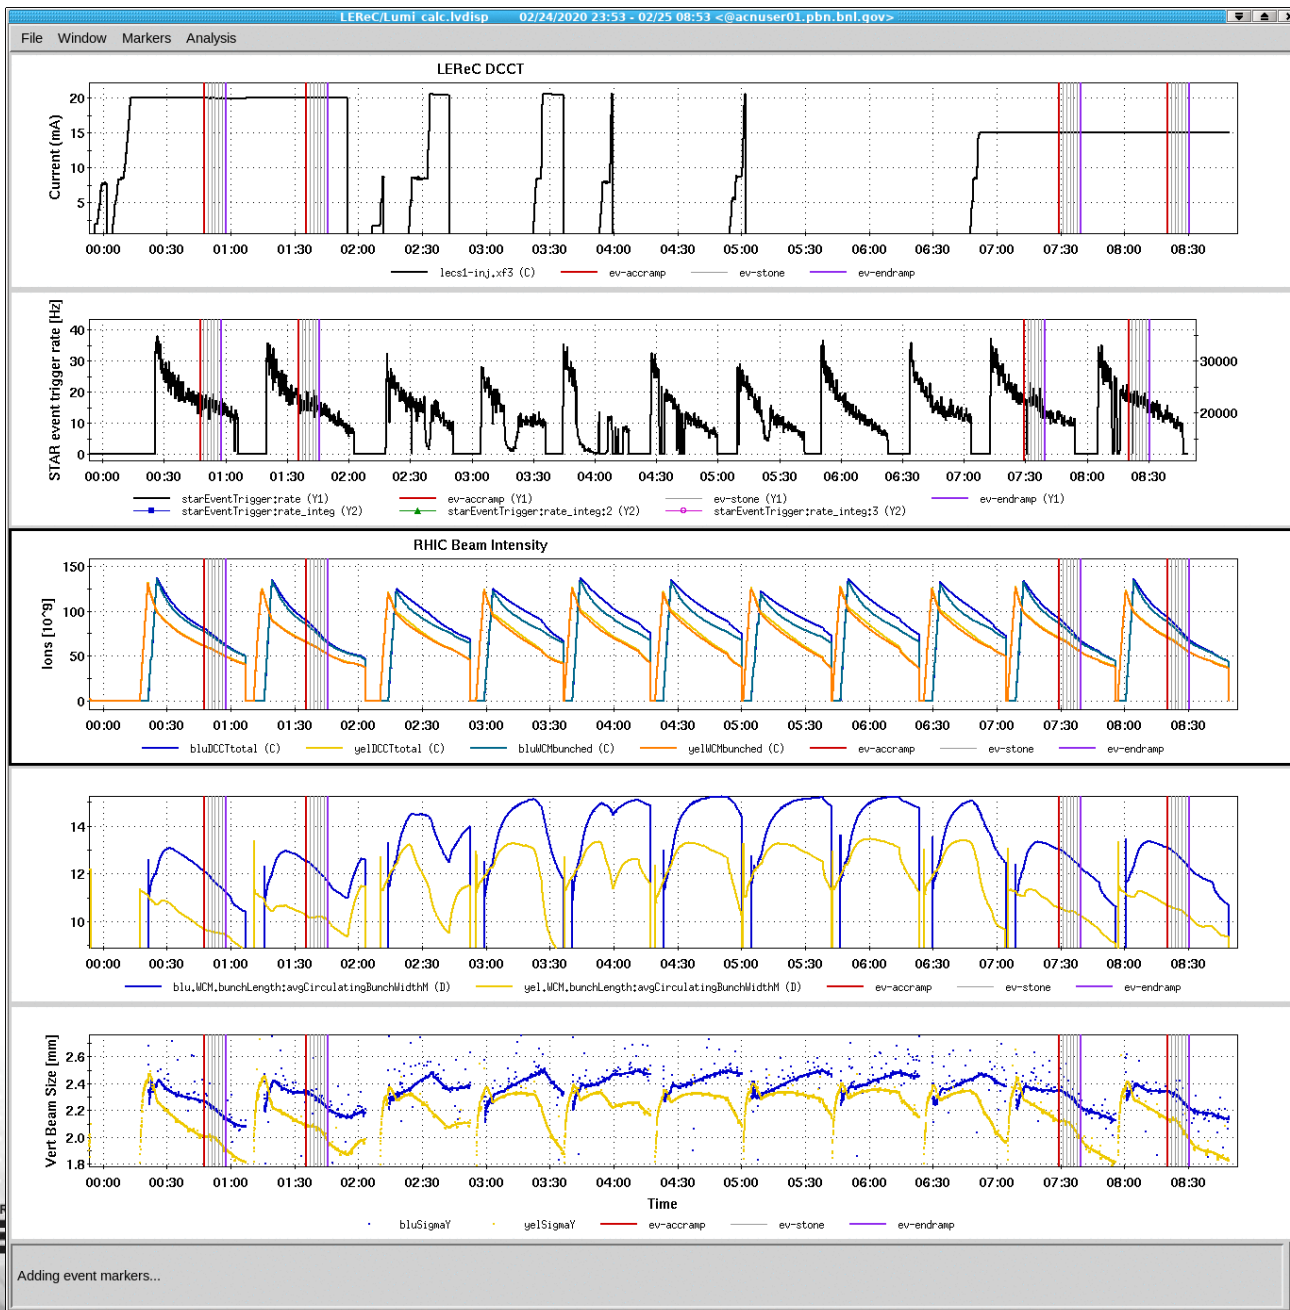 LEReC/Lumi calc.lvdisp 02/24/2020 23:53 - 02/25 08:53 <@acnuser01.pbn.bnl.gov>
File Window Markers Analysis
LEReC DCCT
Current (mA)
20
15
10
5
00:00 00:30 01:00 01:30 02:00 02:30 03:00 03:30 04:00 04:30 05:00 05:30 06:00 06:30 07:00 07:30 08:00 08:30
lecs1-inj.xf3 (C) ev-accramp ev-stone ev-endramp
STAR event trigger rate [Hz]
40
30 30000
20 20000
10
0
00:00 00:30 01:00 01:30 02:00 02:30 03:00 03:30 04:00 04:30 05:00 05:30 06:00 06:30 07:00 07:30 08:00 08:30
starEventTrigger:rate (Y1) ev-accramp (Y1) ev-stone (Y1) ev-endramp (Y1)
starEventTrigger:rate_integ (Y2) starEventTrigger:rate_integ:2 (Y2) starEventTrigger:rate_integ:3 (Y2)
RHIC Beam Intensity
Ions [10^9]
150
100
50
0
00:00 00:30 01:00 01:30 02:00 02:30 03:00 03:30 04:00 04:30 05:00 05:30 06:00 06:30 07:00 07:30 08:00 08:30
bluDCCTtotal (C) yelDCCTtotal (C) bluWCMbunched (C) yelWCMbunched (C) ev-accramp ev-stone ev-endramp
14
12
10
00:00 00:30 01:00 01:30 02:00 02:30 03:00 03:30 04:00 04:30 05:00 05:30 06:00 06:30 07:00 07:30 08:00 08:30
blu.WCM.bunchLength:avgCirculatingBunchWidthM (D) yel.WCM.bunchLength:avgCirculatingBunchWidthM (D) ev-accramp ev-stone ev-endramp
Vert Beam Size [mm]
2.6
2.4
2.2
2.0
1.8
00:00 00:30 01:00 01:30 02:00 02:30 03:00 03:30 04:00 04:30 05:00 05:30 06:00 06:30 07:00 07:30 08:00 08:30
Time
bluSigmaY yelSigmaY ev-accramp ev-stone ev-endramp
Adding event markers...